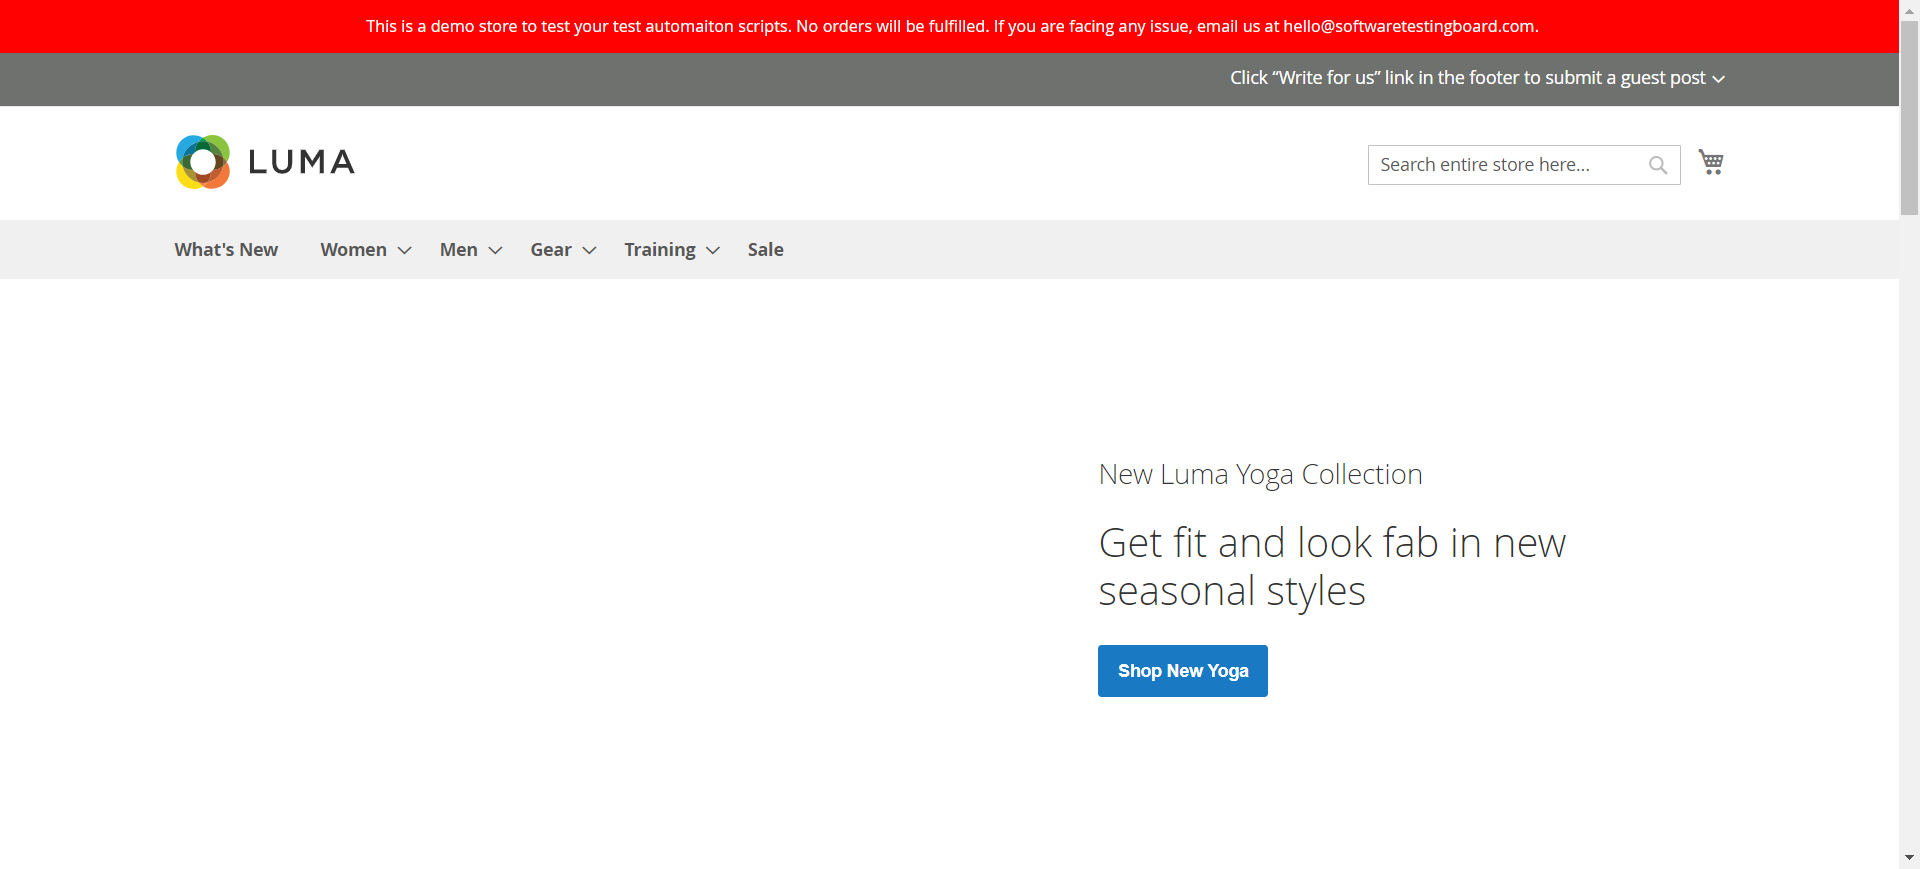 This is a demo store to test your test automaiton scripts. No orders will be fulfilled. If you are facing any issue, email us at hello@softwaretestingboard.com.
Click “Write for us” link in the footer to submit a guest post
LUMA
Search entire store here...
What's New Women Men Gear Training Sale
New Luma Yoga Collection
Get fit and look fab in new
seasonal styles
Shop New Yoga